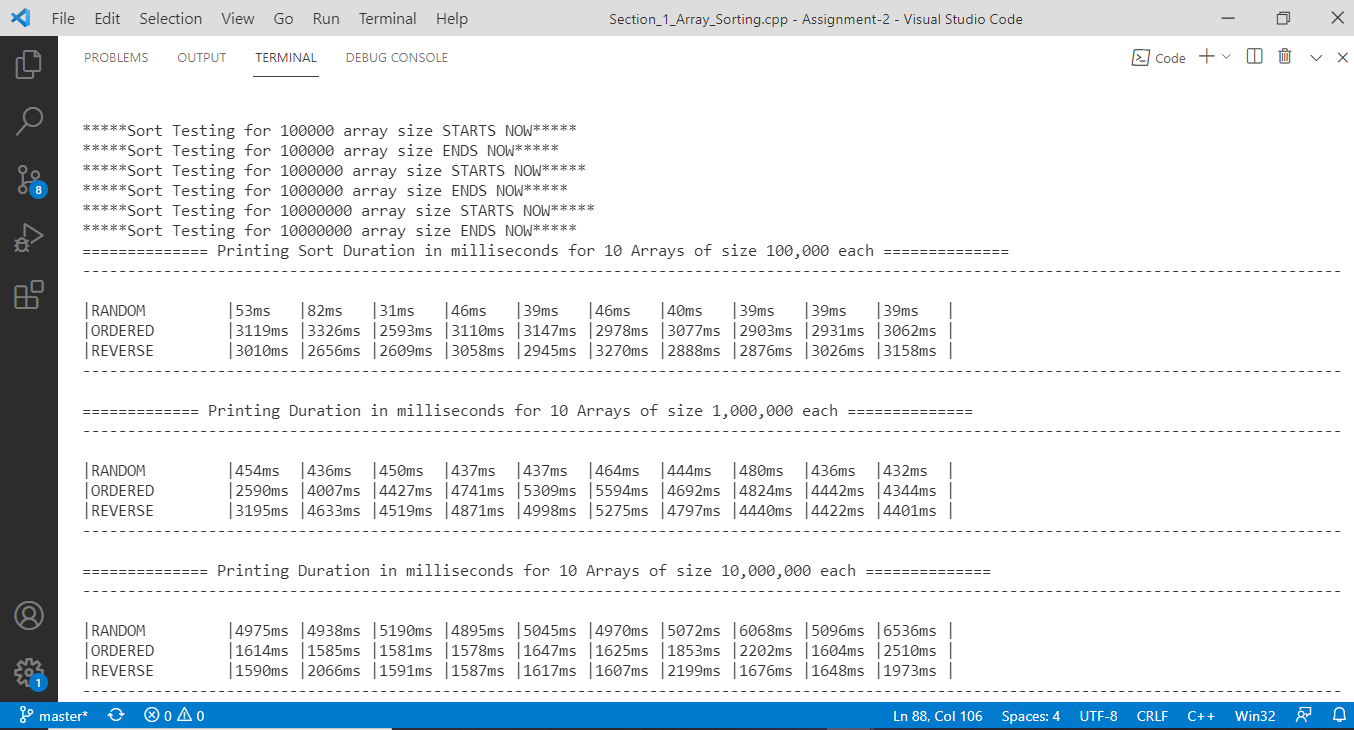 File Edit Selection View Go Run Terminal Help Section_1_Array_Sorting.cpp - Assignment-2 - Visual Studio Code
PROBLEMS OUTPUT TERMINAL DEBUG CONSOLE Code
*****Sort Testing for 100000 array size STARTS NOW*****
*****Sort Testing for 100000 array size ENDS NOW*****
*****Sort Testing for 1000000 array size STARTS NOW*****
*****Sort Testing for 1000000 array size ENDS NOW*****
*****Sort Testing for 10000000 array size STARTS NOW*****
*****Sort Testing for 10000000 array size ENDS NOW*****
============== Printing Sort Duration in milliseconds for 10 Arrays of size 100,000 each ==============
--------------------------------------------------------------------------------------------------------------------------------------------
|RANDOM |53ms |82ms |31ms |46ms |39ms |46ms |40ms |39ms |39ms |39ms |
|ORDERED |3119ms |3326ms |2593ms |3110ms |3147ms |2978ms |3077ms |2903ms |2931ms |3062ms |
|REVERSE |3010ms |2656ms |2609ms |3058ms |2945ms |3270ms |2888ms |2876ms |3026ms |3158ms |
--------------------------------------------------------------------------------------------------------------------------------------------
============= Printing Duration in milliseconds for 10 Arrays of size 1,000,000 each ==============
--------------------------------------------------------------------------------------------------------------------------------------------
|RANDOM |454ms |436ms |450ms |437ms |437ms |464ms |444ms |480ms |436ms |432ms |
|ORDERED |2590ms |4007ms |4427ms |4741ms |5309ms |5594ms |4692ms |4824ms |4442ms |4344ms |
|REVERSE |3195ms |4633ms |4519ms |4871ms |4998ms |5275ms |4797ms |4440ms |4422ms |4401ms |
--------------------------------------------------------------------------------------------------------------------------------------------
============== Printing Duration in milliseconds for 10 Arrays of size 10,000,000 each ==============
--------------------------------------------------------------------------------------------------------------------------------------------
|RANDOM |4975ms |4938ms |5190ms |4895ms |5045ms |4970ms |5072ms |6068ms |5096ms |6536ms |
|ORDERED |1614ms |1585ms |1581ms |1578ms |1647ms |1625ms |1853ms |2202ms |1604ms |2510ms |
|REVERSE |1590ms |2066ms |1591ms |1587ms |1617ms |1607ms |2199ms |1676ms |1648ms |1973ms |
--------------------------------------------------------------------------------------------------------------------------------------------
8
1
master* 0 0 Ln 88, Col 106 Spaces: 4 UTF-8 CRLF C++ Win32